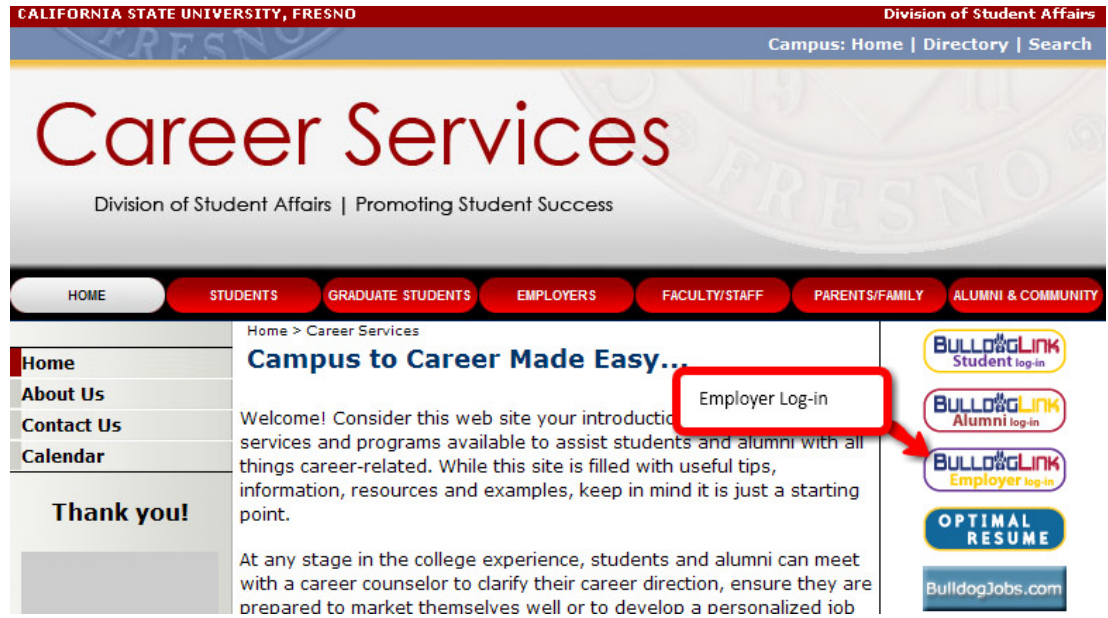 CALIFORNIA STATE UNIVERSITY, FRESNO
Division of Student Affairs
FRESNO
Campus: Home | Directory | Search
Career Services
FRESNO
Division of Student Affairs | Promoting Student Success
HOME
STUDENTS
GRADUATE STUDENTS
EMPLOYERS
FACULTY/STAFF
PARENTS/FAMILY
ALUMNI & COMMUNITY
Home
About Us
Contact Us
Calendar
Thank you!
Home > Career Services
Campus to Career Made Easy...
Employer Log-in
Welcome! Consider this web site your
services and programs available to assist students and alumni with all
things career-related. While this site is filled with useful tips,
information, resources and examples, keep in mind it is just a starting
point.
At any stage in the college experience, students and alumni can meet
with a career counselor to clarify their career direction, ensure they are
prepared to market themselves well or to develop a personalized job
BULLDOGLINK
Student log-in
BULLDOGLINK
Alumni log-in
BULLDOGLINK
Employer log-in
OPTIMAL
RESUME
BulldogJobs.com